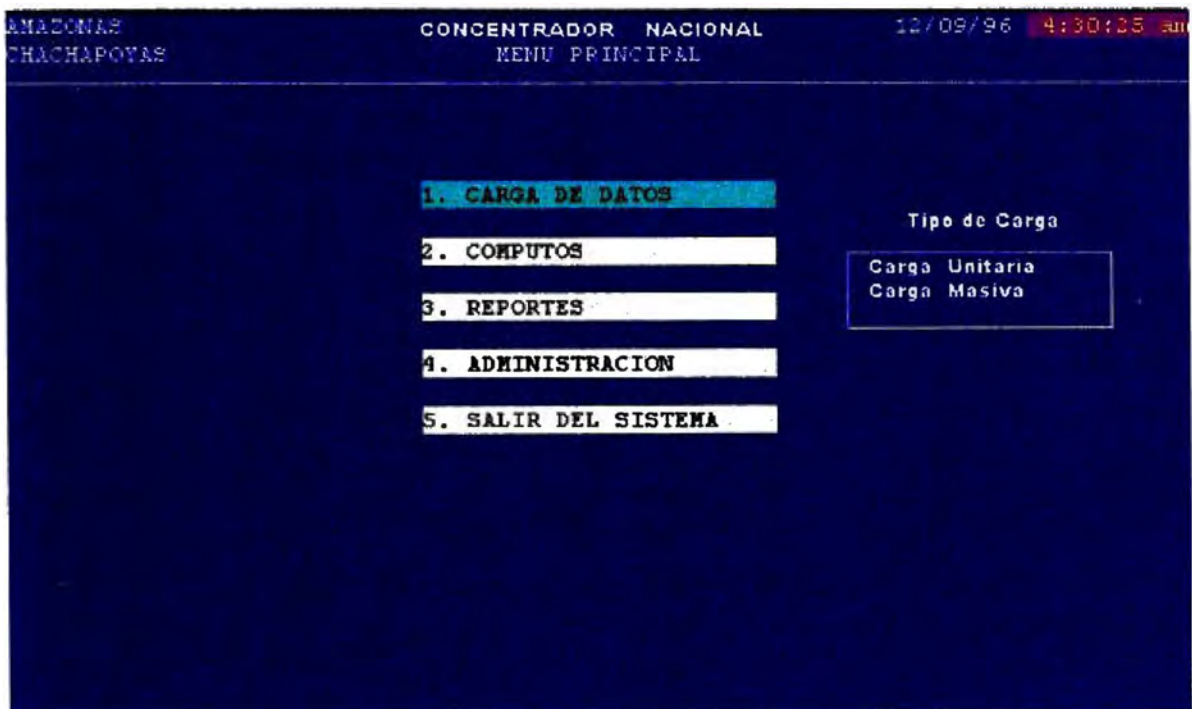 AMAZONAS
CHACHAPOYAS
CONCENTRADOR NACIONAL
MENU PRINCIPAL
12/09/96 4:30:25 am
1. CARGA DE DATOS
2. COMPUTOS
3. REPORTES
4. ADMINISTRACION
5. SALIR DEL SISTEMA
Tipo de Carga
Carga Unitaria
Carga Masiva